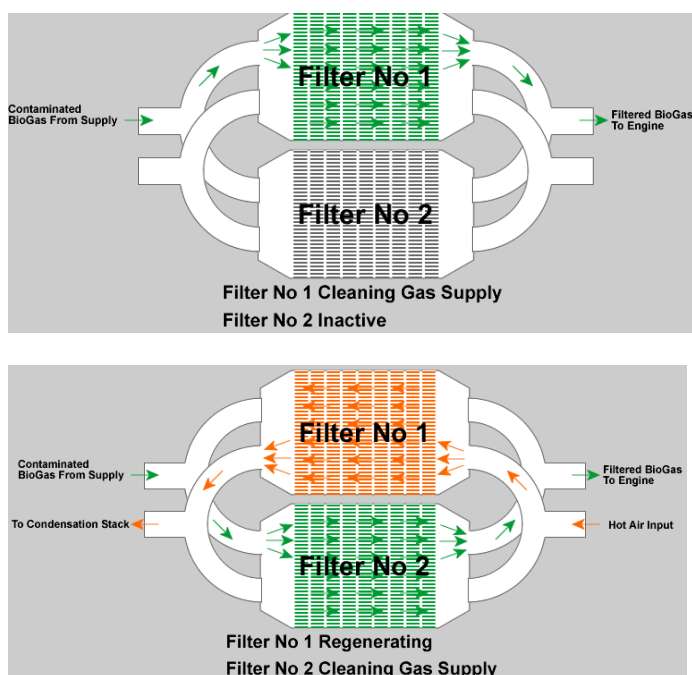 Filter No 1
Contaminated
BioGas From Supply
Filtered BioGas
To Engine
Filter No 2
Filter No 1 Cleaning Gas Supply
Filter No 2 Inactive
Filter No 1
Contaminated
BioGas From Supply
Filtered BioGas
To Engine
To Condensation Stack
Hot Air Input
Filter No 2
Filter No 1 Regenerating
Filter No 2 Cleaning Gas Supply